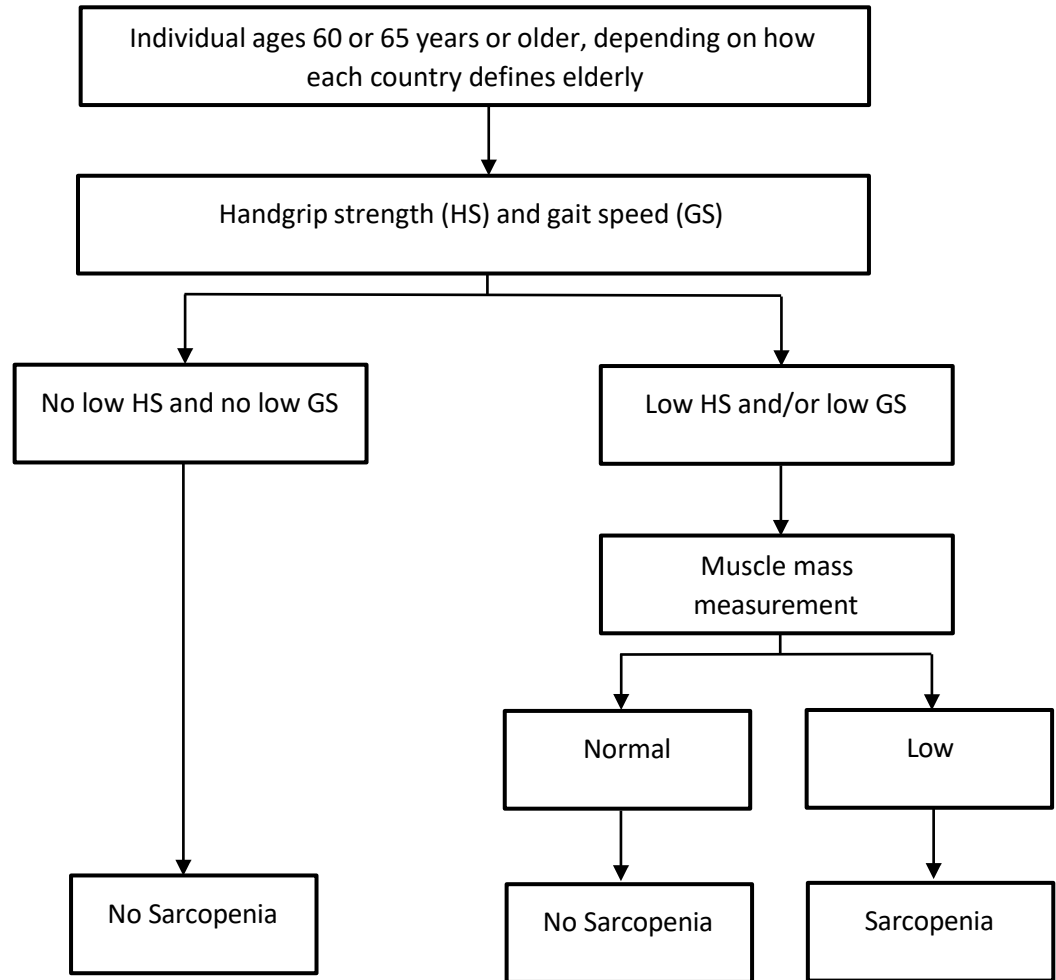 Individual ages 60 or 65 years or older, depending on how
each country defines elderly
Handgrip strength (HS) and gait speed (GS)
No low HS and no low GS
Low HS and/or low GS
Muscle mass
measurement
Normal
Low
No Sarcopenia
No Sarcopenia
Sarcopenia